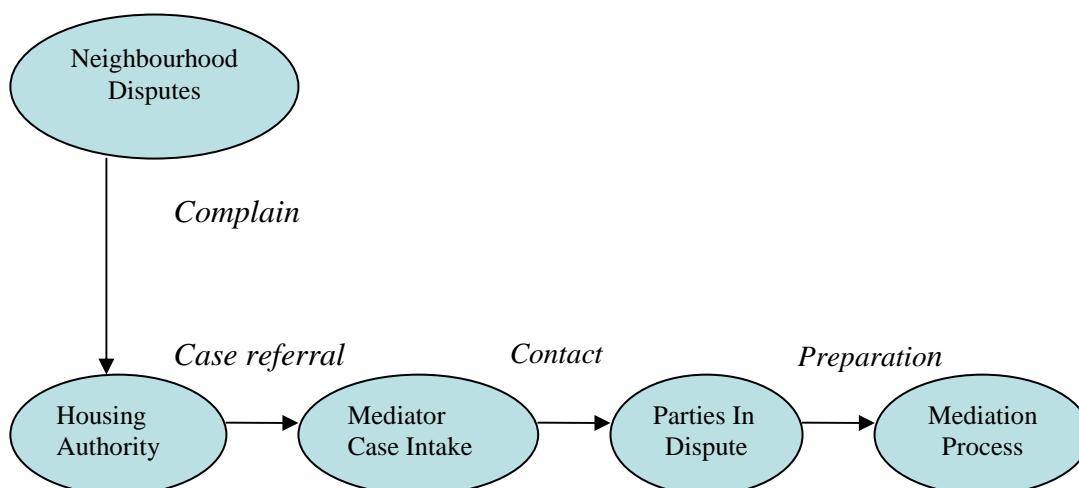 Neighbourhood
Disputes
Complain
Case referral
Contact
Preparation
Housing
Authority
Mediator
Case Intake
Parties In
Dispute
Mediation
Process